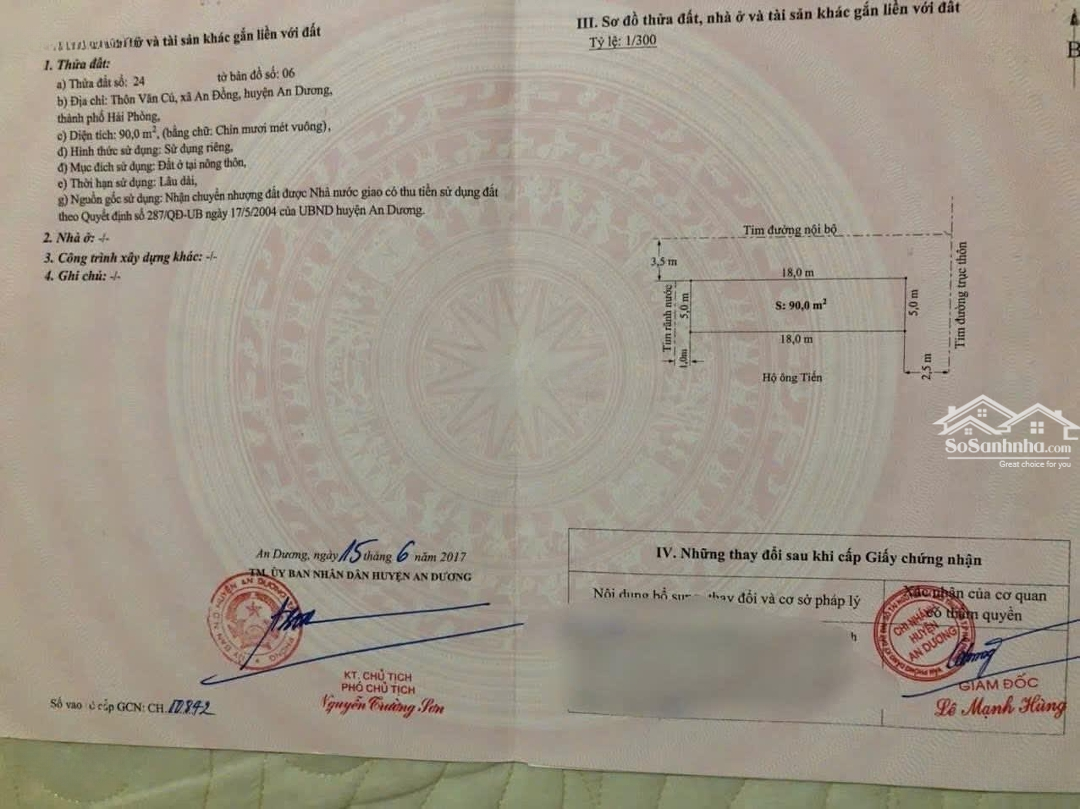 và tài sản khác gắn liền với đất
1. Thửa đất:
a) Thửa đất số: 24 tờ bản đồ số: 06
b) Địa chỉ: Thôn Văn Cú, xã An Đồng, huyện An Dương,
thành phố Hải Phòng,
c) Diện tích: 90,0 m², (bằng chữ: Chín mươi mét vuông),
d) Hình thức sử dụng: Sử dụng riêng,
đ) Mục đích sử dụng: Đất ở tại nông thôn,
e) Thời hạn sử dụng: Lâu dài,
g) Nguồn gốc sử dụng: Nhận chuyển nhượng đất được Nhà nước giao có thu tiền sử dụng đất
theo Quyết định số 287/QĐ-UB ngày 17/5/2004 của UBND huyện An Dương.
2. Nhà ở: -/-
3. Công trình xây dựng khác: -/-
4. Ghi chú: -/-
An Dương, ngày 15 tháng 6 năm 2017
TM. ỦY BAN NHÂN DÂN HUYỆN AN DƯƠNG
KT. CHỦ TỊCH
PHÓ CHỦ TỊCH
Nguyễn Trường Sơn
Số vào cấp GCN: CH.10.842
III. Sơ đồ thửa đất, nhà ở và tài sản khác gắn liền với đất
Tỷ lệ: 1/300
B
Tim đường nội bộ
3,5 m
18,0 m
Tim rãnh nước
5,0 m
S: 90,0 m²
5,0 m
Tim đường trục thôn
18,0 m
1,0m
2,5 m
Hộ ông Tiến
SoSanhnha.com
Great choice for you
IV. Những thay đổi sau khi cấp Giấy chứng nhận
Nội dung bổ sung, thay đổi và cơ sở pháp lý
Xác nhận của cơ quan
có thẩm quyền
CHI NHÁNH
HUYỆN
AN DƯƠNG
GIÁM ĐỐC
Lê Mạnh Hùng